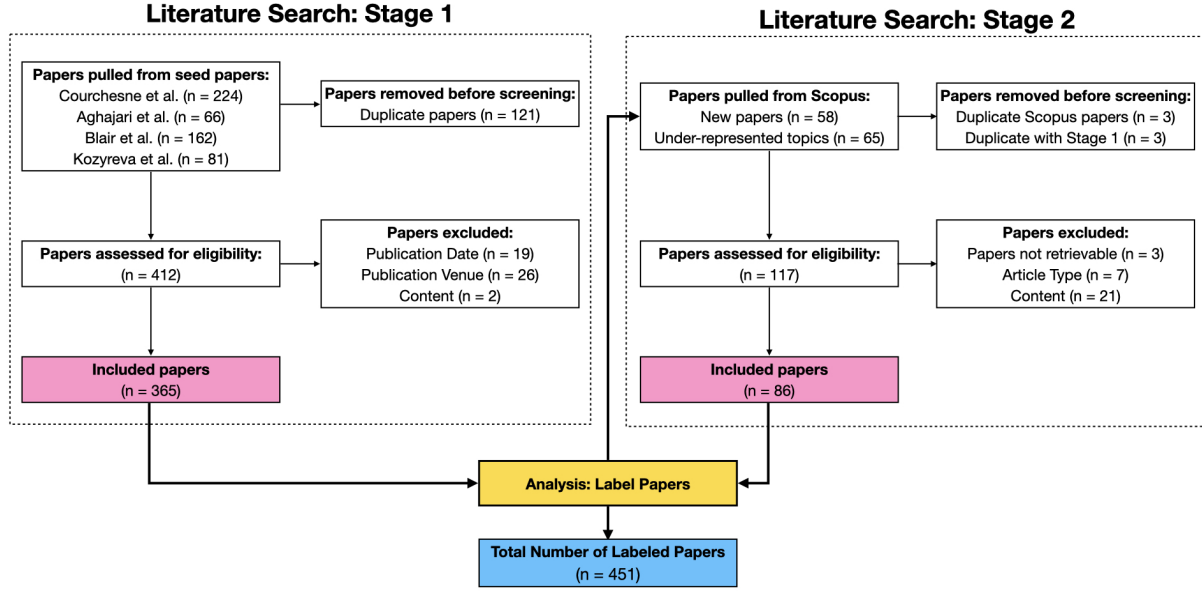 Literature Search: Stage 1
Papers pulled from seed papers:
Courchesne et al. (n = 224)
Aghajari et al. (n = 66)
Blair et al. (n = 162)
Kozyreva et al. (n = 81)
Papers removed before screening:
Duplicate papers (n = 121)
Papers assessed for eligibility:
(n = 412)
Papers excluded:
Publication Date (n = 19)
Publication Venue (n = 26)
Content (n = 2)
Included papers
(n = 365)
Literature Search: Stage 2
Papers pulled from Scopus:
New papers (n = 58)
Under-represented topics (n = 65)
Papers removed before screening:
Duplicate Scopus papers (n = 3)
Duplicate with Stage 1 (n = 3)
Papers assessed for eligibility:
(n = 117)
Papers excluded:
Papers not retrievable (n = 3)
Article Type (n = 7)
Content (n = 21)
Included papers
(n = 86)
Analysis: Label Papers
Total Number of Labeled Papers
(n = 451)